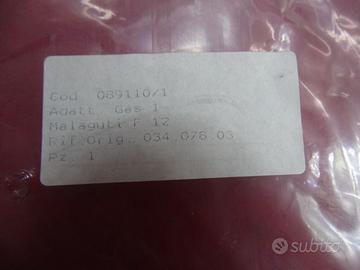 Cod 089110/1
Adatt. Gas 1
Malaguti F 12
Rif.Orig. 034.078.03
Pz. 1
subito